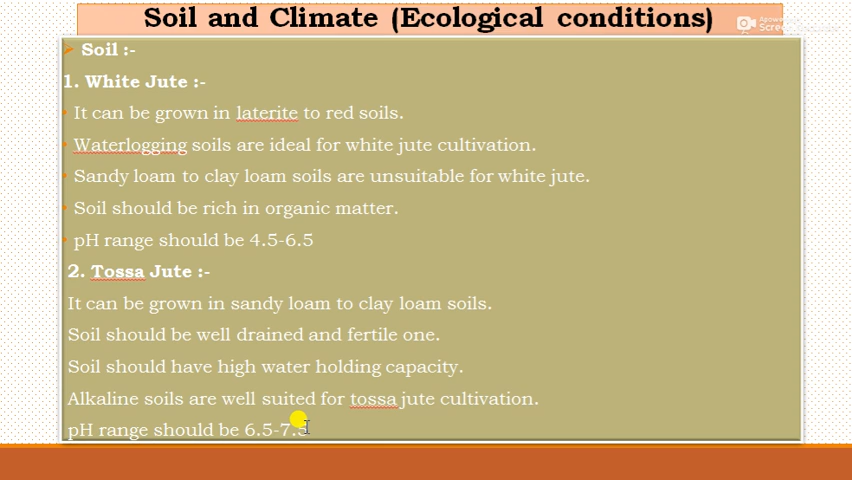 Soil and Climate (Ecological conditions)
Soil :-
1. White Jute :-
It can be grown in laterite to red soils.
Waterlogging soils are ideal for white jute cultivation.
Sandy loam to clay loam soils are unsuitable for white jute.
Soil should be rich in organic matter.
pH range should be 4.5-6.5
2. Tossa Jute :-
It can be grown in sandy loam to clay loam soils.
Soil should be well drained and fertile one.
Soil should have high water holding capacity.
Alkaline soils are well suited for tossa jute cultivation.
pH range should be 6.5-7.5